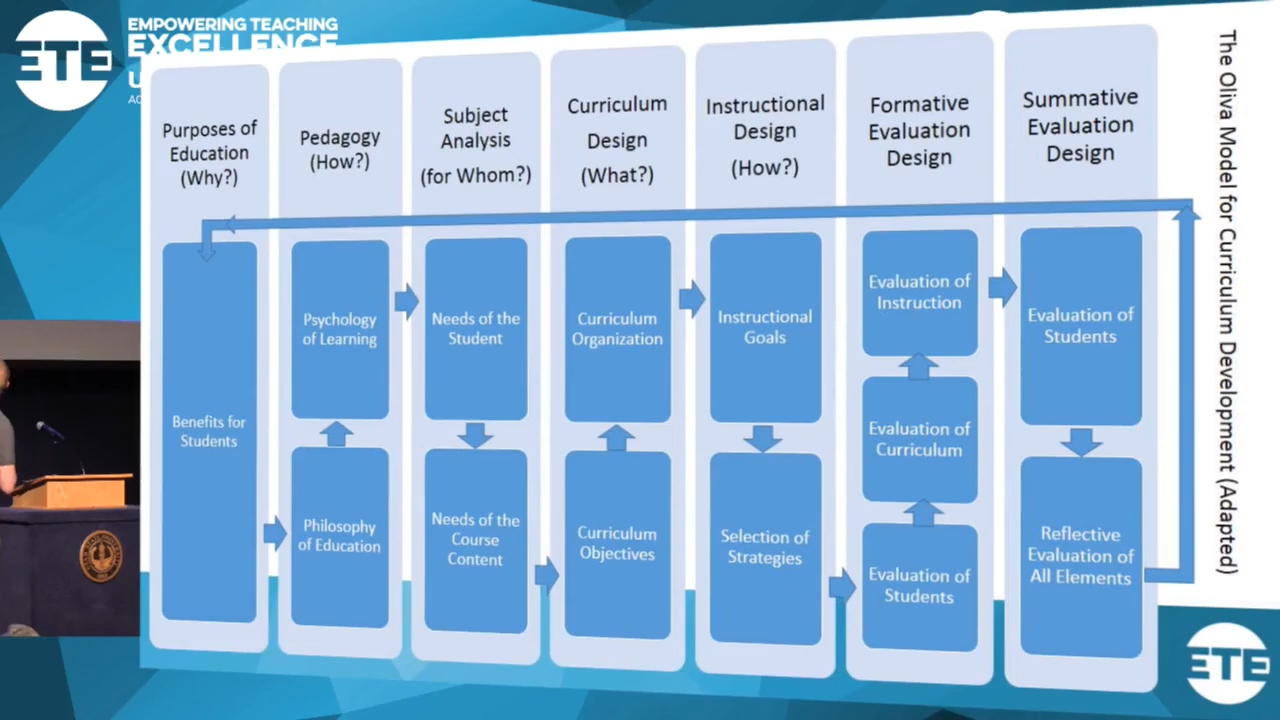 ETE
EMPOWERING TEACHING
EXCELLENCE
U
AC
Purposes of
Education
(Why?)
Pedagogy
(How?)
Subject
Analysis
(for Whom?)
Curriculum
Design
(What?)
Instructional
Design
(How?)
Formative
Evaluation
Design
Summative
Evaluation
Design
Benefits for
Students
Psychology
of Learning
Philosophy
of Education
Needs of the
Student
Needs of the
Course
Content
Curriculum
Organization
Curriculum
Objectives
Instructional
Goals
Selection of
Strategies
Evaluation of
Instruction
Evaluation of
Curriculum
Evaluation of
Students
Evaluation of
Students
Reflective
Evaluation of
All Elements
The Oliva Model for Curriculum Development (Adapted)
ETE